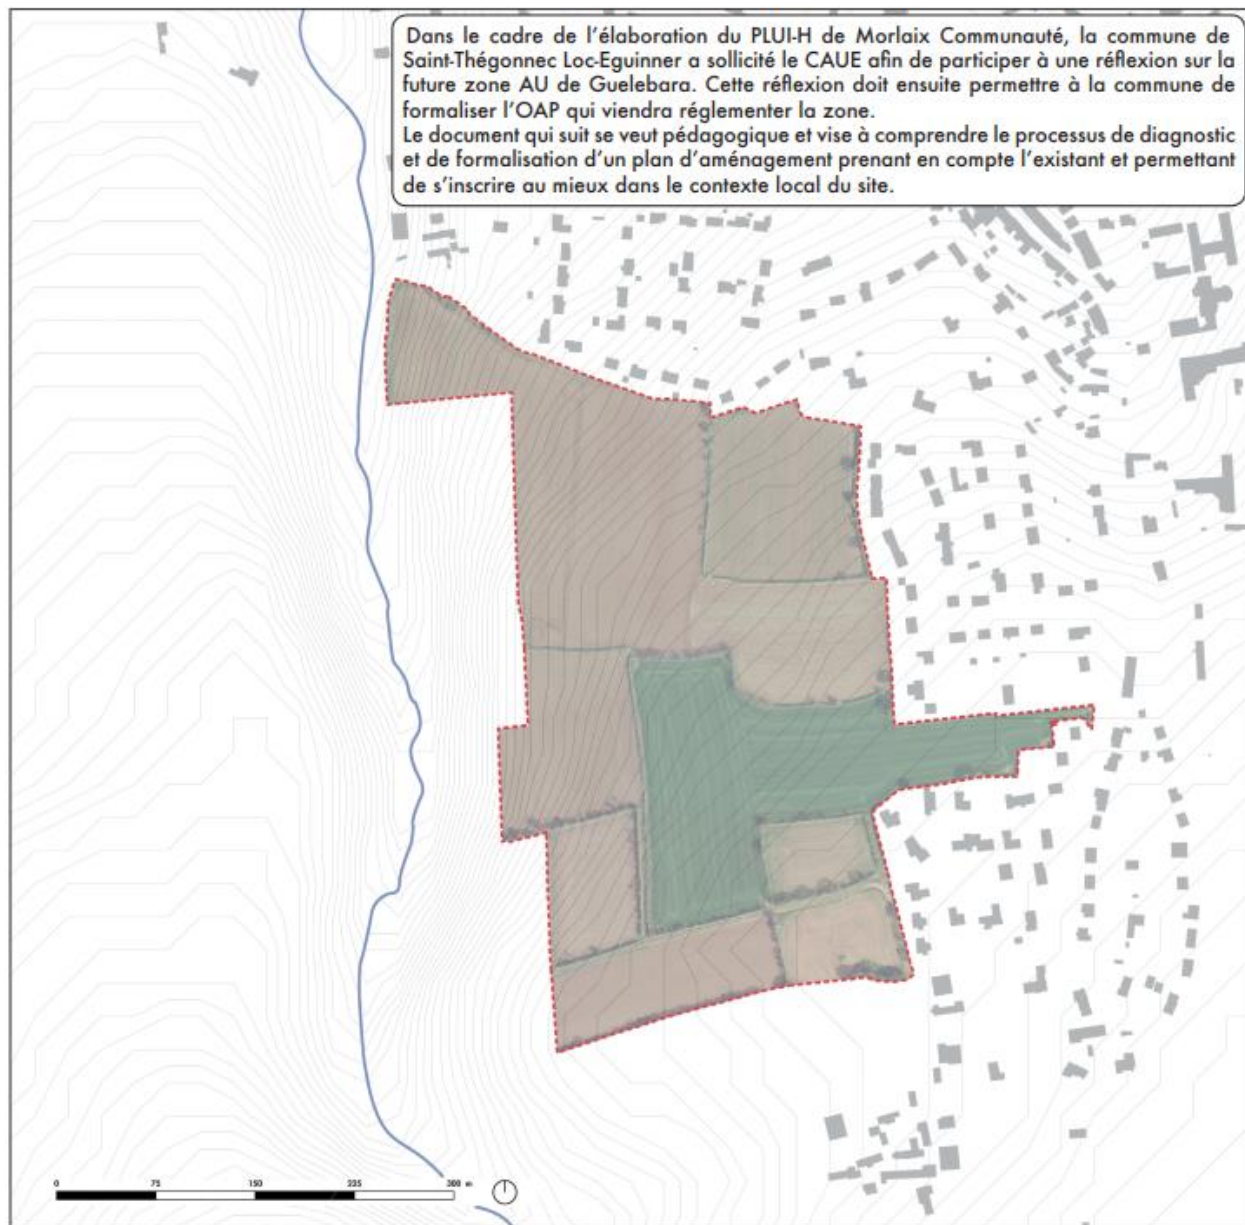 Dans le cadre de l'élaboration du PLUI-H de Morlaix Communauté, la commune de
Saint-Thégonnec Loc-Eguinner a sollicité le CAUE afin de participer à une réflexion sur la
future zone AU de Guelebara. Cette réflexion doit ensuite permettre à la commune de
formaliser l'OAP qui viendra réglementer la zone.
Le document qui suit se veut pédagogique et vise à comprendre le processus de diagnostic
et de formalisation d'un plan d'aménagement prenant en compte l'existant et permettant
de s'inscrire au mieux dans le contexte local du site.
0 75 150 225 300 m